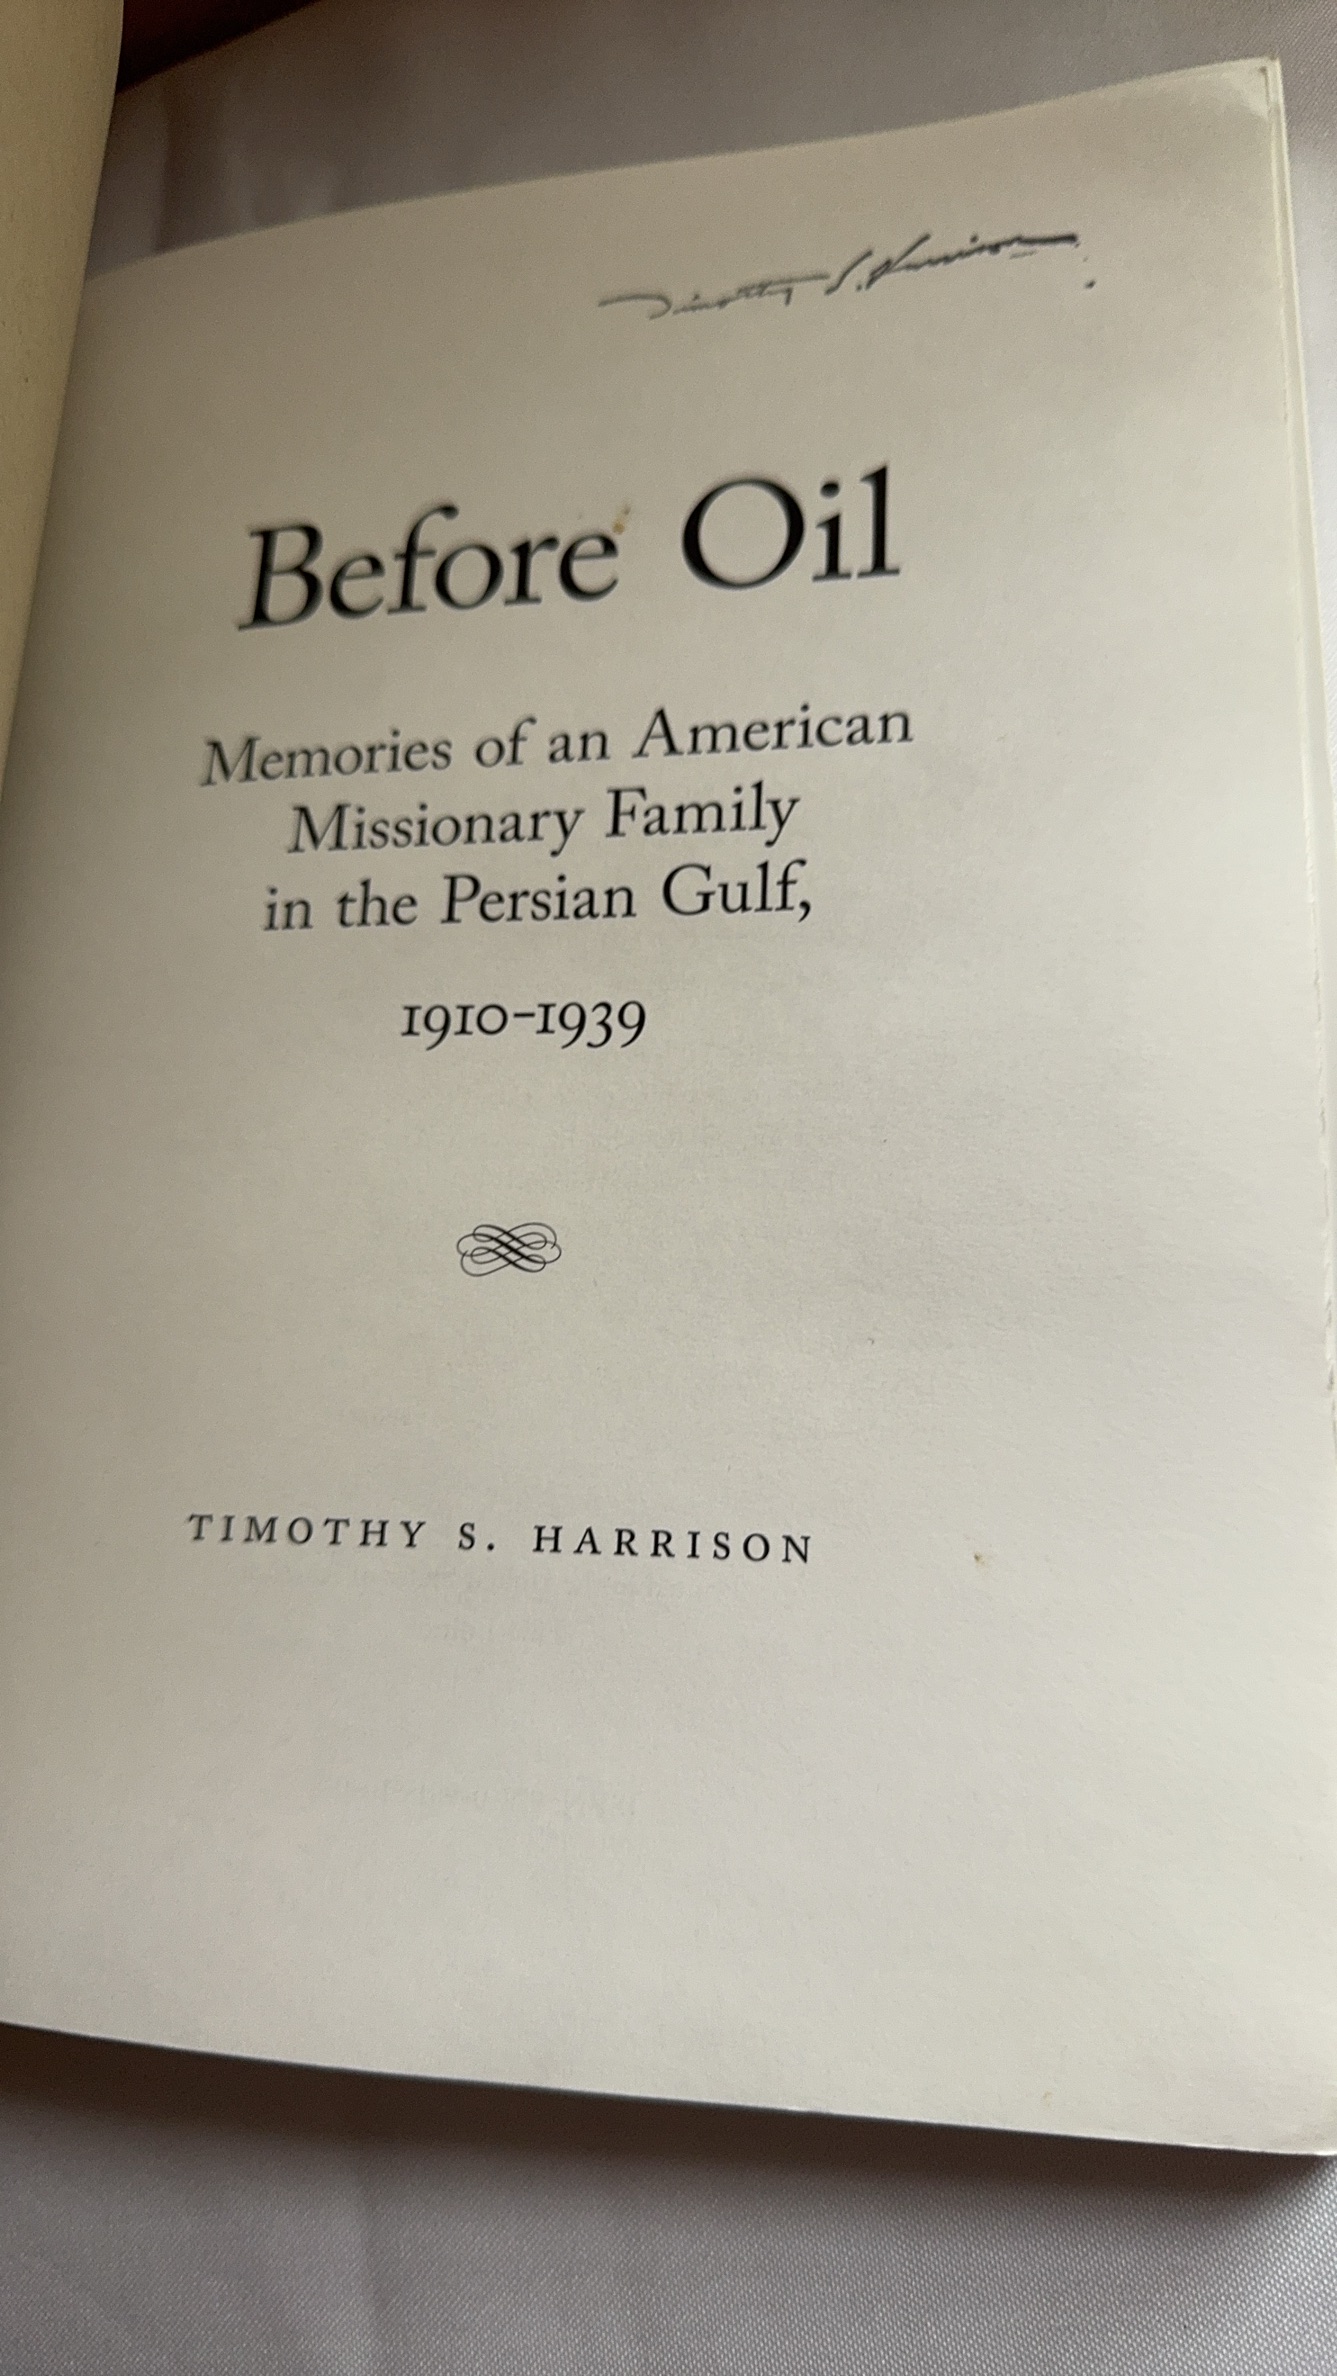 Timothy S. Harrison
Before Oil
Memories of an American
Missionary Family
in the Persian Gulf,
1910–1939
TIMOTHY S. HARRISON